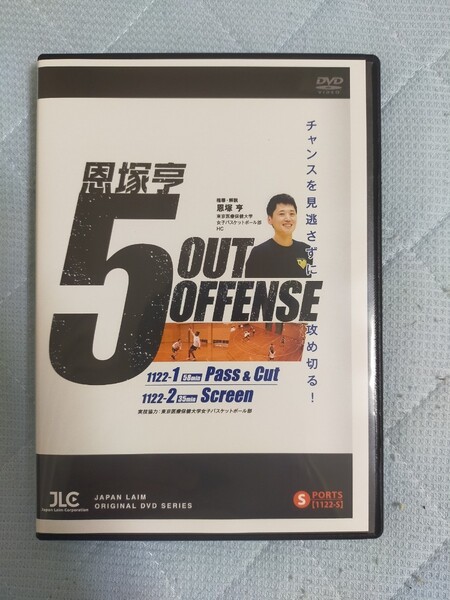 DVD
VIDEO
チャンスを見逃さずに攻め切る!
恩塚亨
指導・解説
恩塚 亨
東京医療保健大学
女子バスケットボール部
HC
5 OUT
OFFENSE
1122-1 58min Pass & Cut
1122-2 35min Screen
実技協力:東京医療保健大学女子バスケットボール部
JLC
Japan Laim Corporation
JAPAN LAIM
ORIGINAL DVD SERIES
SPORTS
[1122-S]